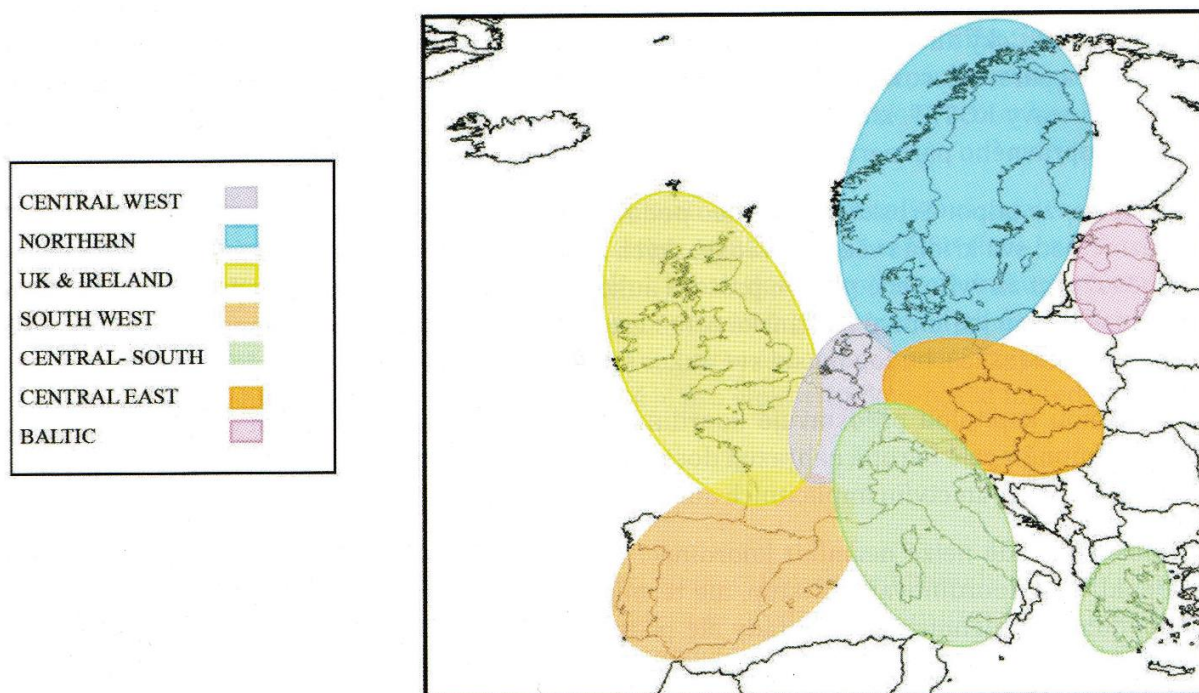 CENTRAL WEST
NORTHERN
UK & IRELAND
SOUTH WEST
CENTRAL- SOUTH
CENTRAL EAST
BALTIC